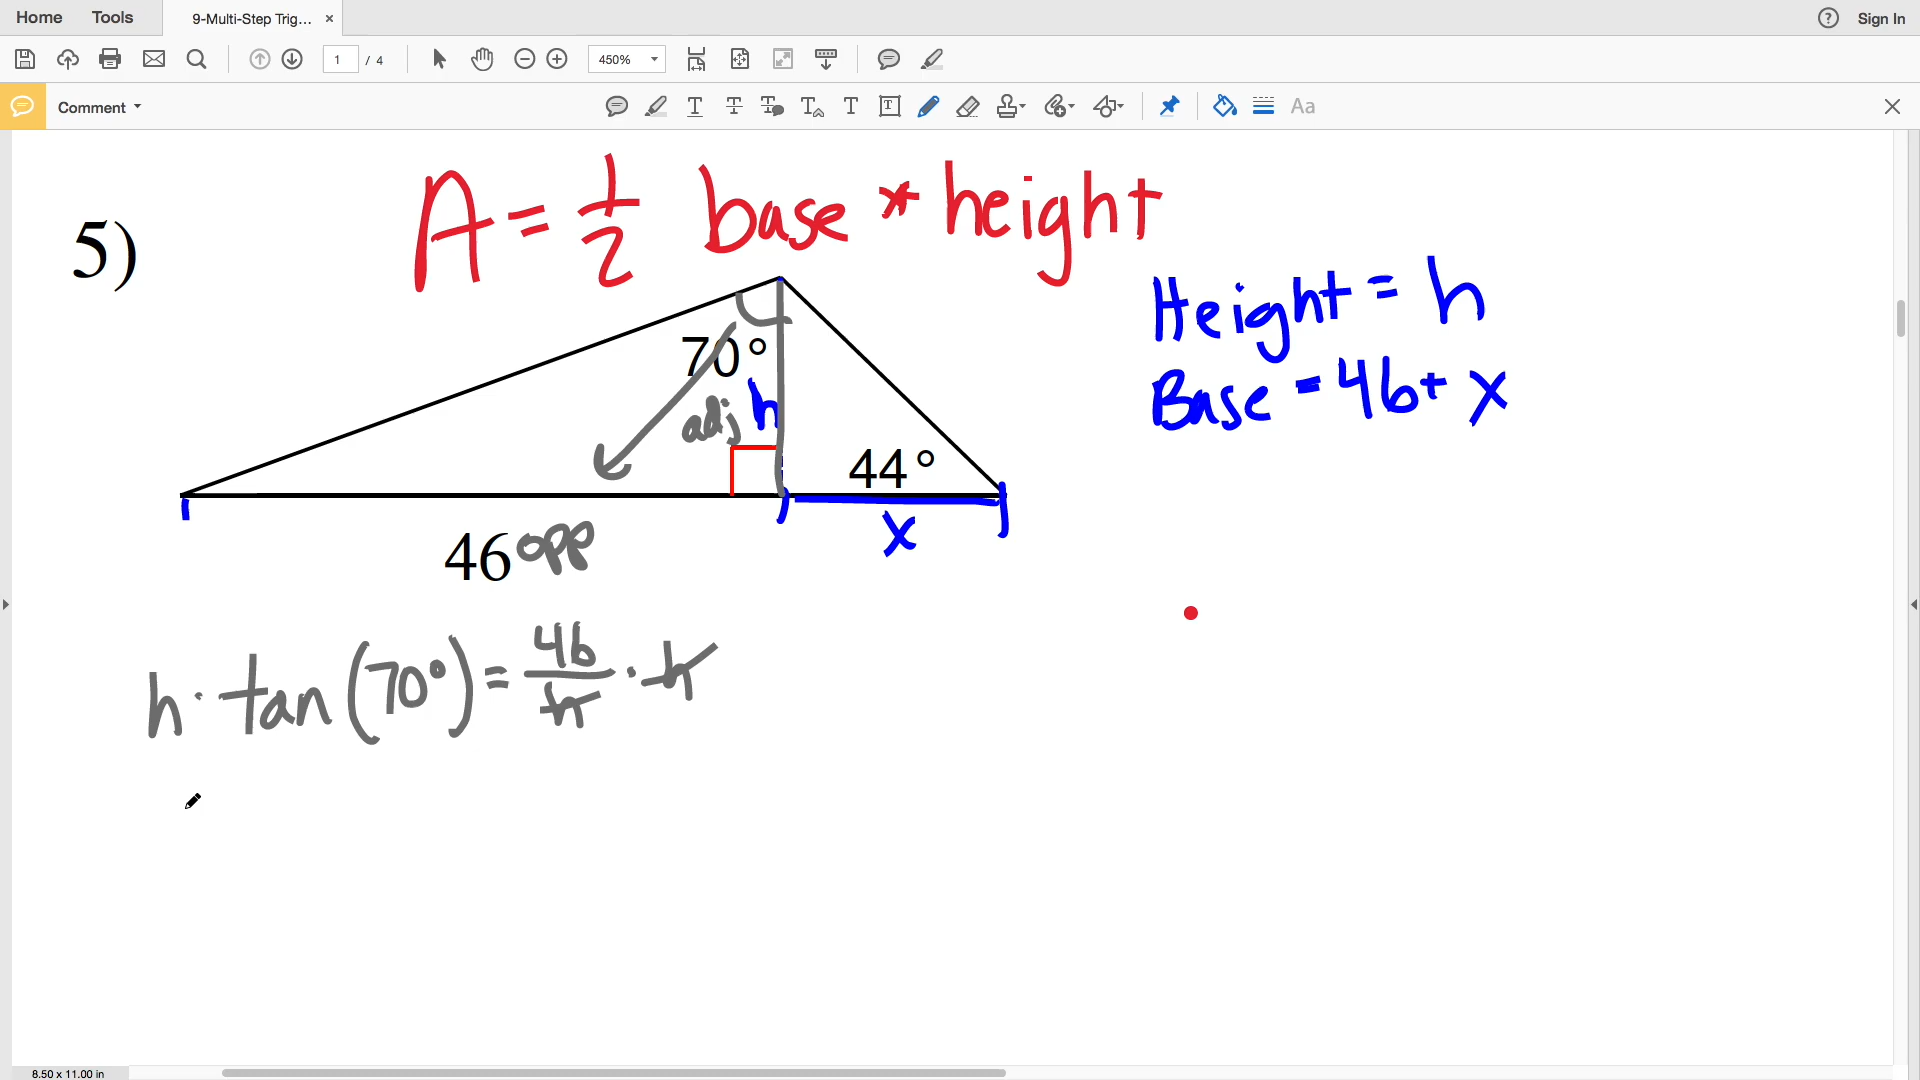 Home Tools 9-Multi-Step Trig... × ? Sign In
1 / 4 450%
Comment Aa
A = 1/2 base * height
5)
Height = h
70°
Base = 46 + x
adj h
44°
46 opp x
h · tan (70°) = 46/h · h
8.50 x 11.00 in